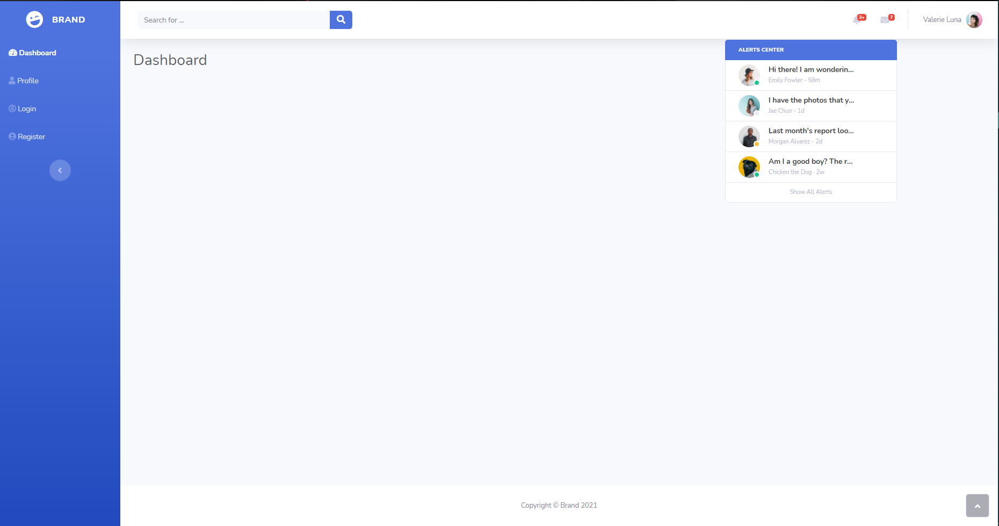 BRAND
Dashboard
Profile
Login
Register
Search for ...
3+
7
Valerie Luna
Dashboard
ALERTS CENTER
Hi there! I am wonderin...
Emily Fowler - 58m
I have the photos that y...
Jae Chun - 1d
Last month's report loo...
Morgan Alvarez - 2d
Am I a good boy? The r...
Chicken the Dog · 2w
Show All Alerts
Copyright © Brand 2021